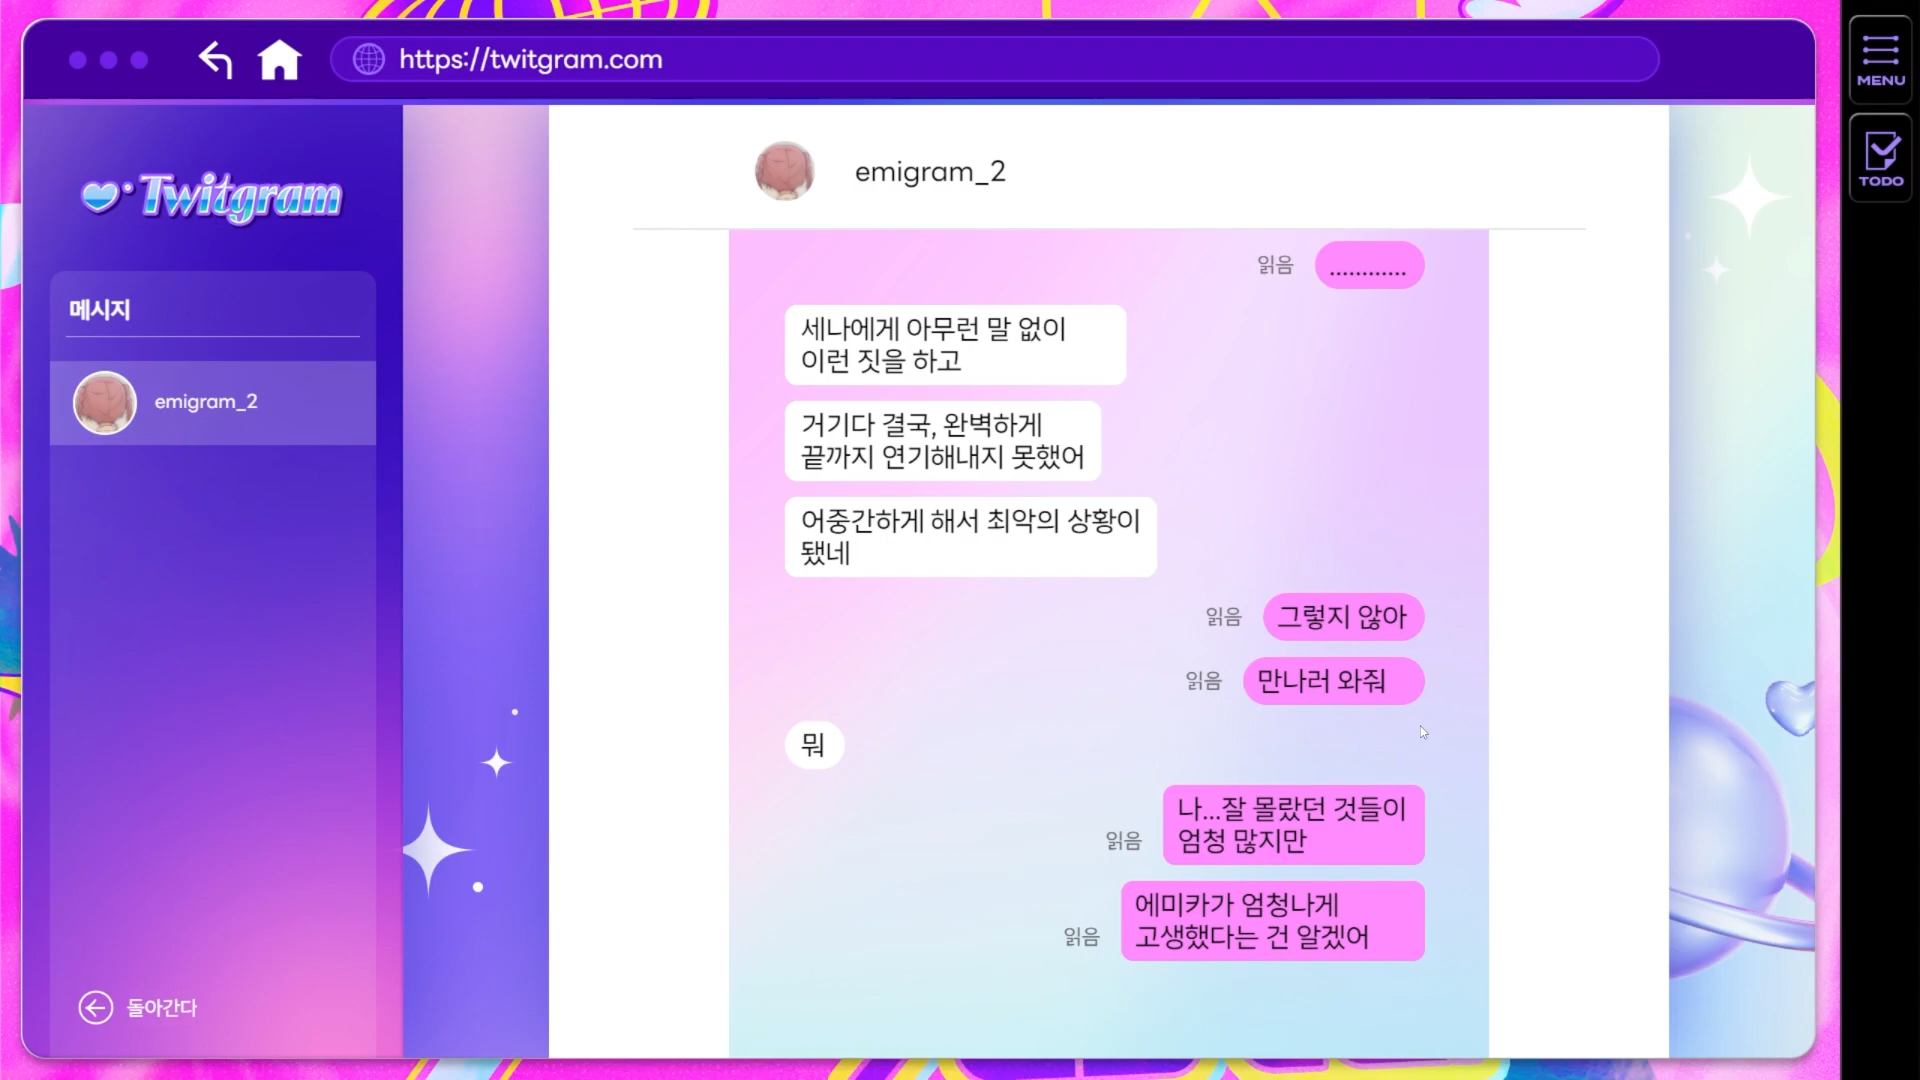 https://twitgram.com
MENU
TODO
Twitgram
메시지
emigram_2
돌아간다
emigram_2
읽음 ............
세나에게 아무런 말 없이
이런 짓을 하고
거기다 결국, 완벽하게
끝까지 연기해내지 못했어
어중간하게 해서 최악의 상황이
됐네
읽음 그렇지 않아
읽음 만나러 와줘
뭐
나...잘 몰랐던 것들이
읽음 엄청 많지만
에미카가 엄청나게
읽음 고생했다는 건 알겠어